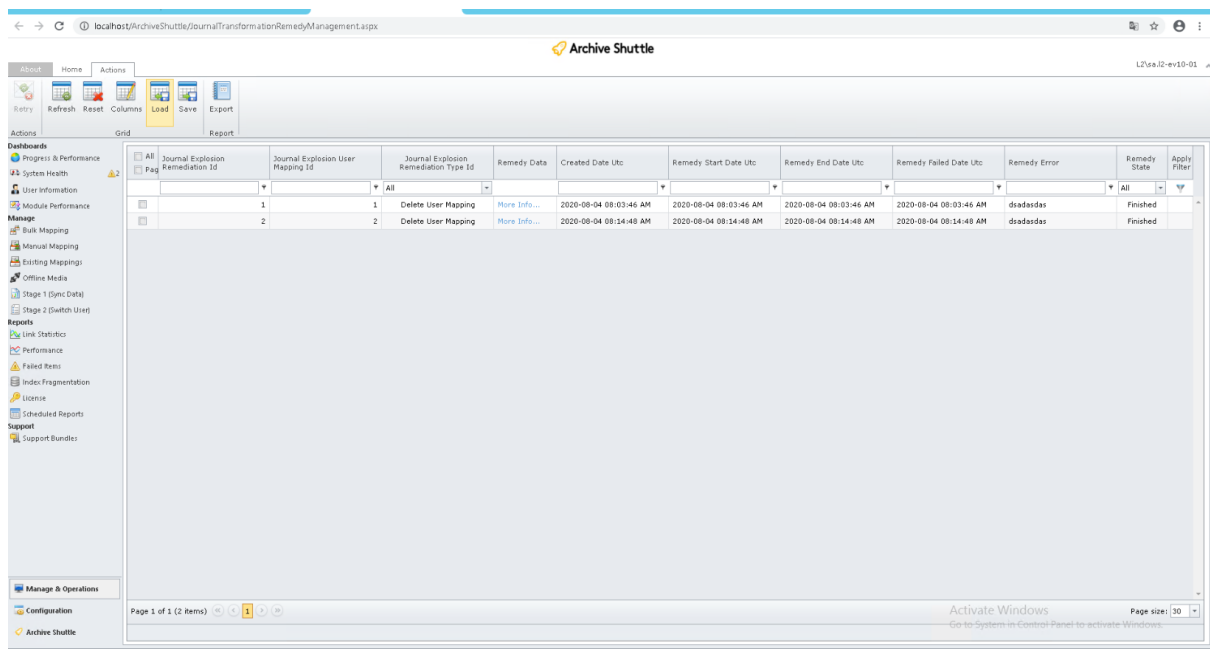 localhost/ArchiveShuttle/JournalTransformationRemedyManagement.aspx
Archive Shuttle
About Home Actions
L2\sa.l2-ev10-01
Retry Refresh Reset Columns Load Save Export
Actions Grid Report
Dashboards
Progress & Performance
System Health 2
User Information
Module Performance
Manage
Bulk Mapping
Manual Mapping
Existing Mappings
Offline Media
Stage 1 (Sync Data)
Stage 2 (Switch User)
Reports
Link Statistics
Performance
Failed Items
Index Fragmentation
License
Scheduled Reports
Support
Support Bundles
Manage & Operations
Configuration
Archive Shuttle
All
Pag
Journal Explosion Remediation Id
Journal Explosion User Mapping Id
Journal Explosion Remediation Type Id
Remedy Data
Created Date Utc
Remedy Start Date Utc
Remedy End Date Utc
Remedy Failed Date Utc
Remedy Error
Remedy State
Apply Filter
All All
1 1 Delete User Mapping More Info... 2020-08-04 08:03:46 AM 2020-08-04 08:03:46 AM 2020-08-04 08:03:46 AM 2020-08-04 08:03:46 AM dsadasdas Finished
2 2 Delete User Mapping More Info... 2020-08-04 08:14:48 AM 2020-08-04 08:14:48 AM 2020-08-04 08:14:48 AM 2020-08-04 08:14:48 AM dsadasdas Finished
Page 1 of 1 (2 items) 1
Page size: 30
Activate Windows
Go to System in Control Panel to activate Windows.